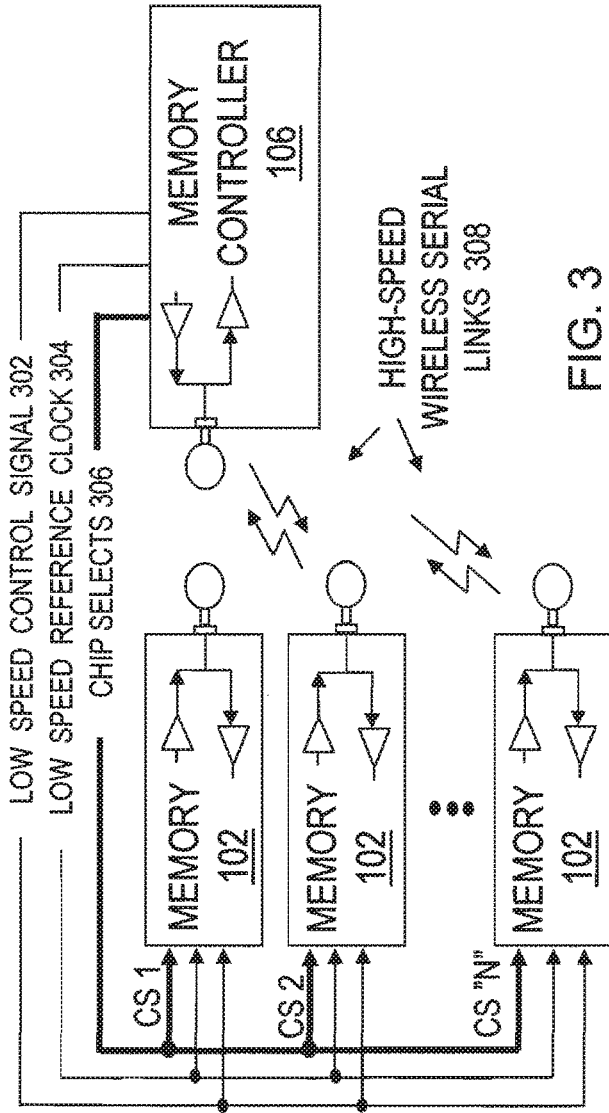 LOW SPEED CONTROL SIGNAL 302
LOW SPEED REFERENCE CLOCK 304
CHIP SELECTS 306
CS 1
MEMORY
102
CS 2
MEMORY
102
CS "N"
MEMORY
102
MEMORY
CONTROLLER
106
HIGH-SPEED
WIRELESS SERIAL
LINKS 308
FIG. 3